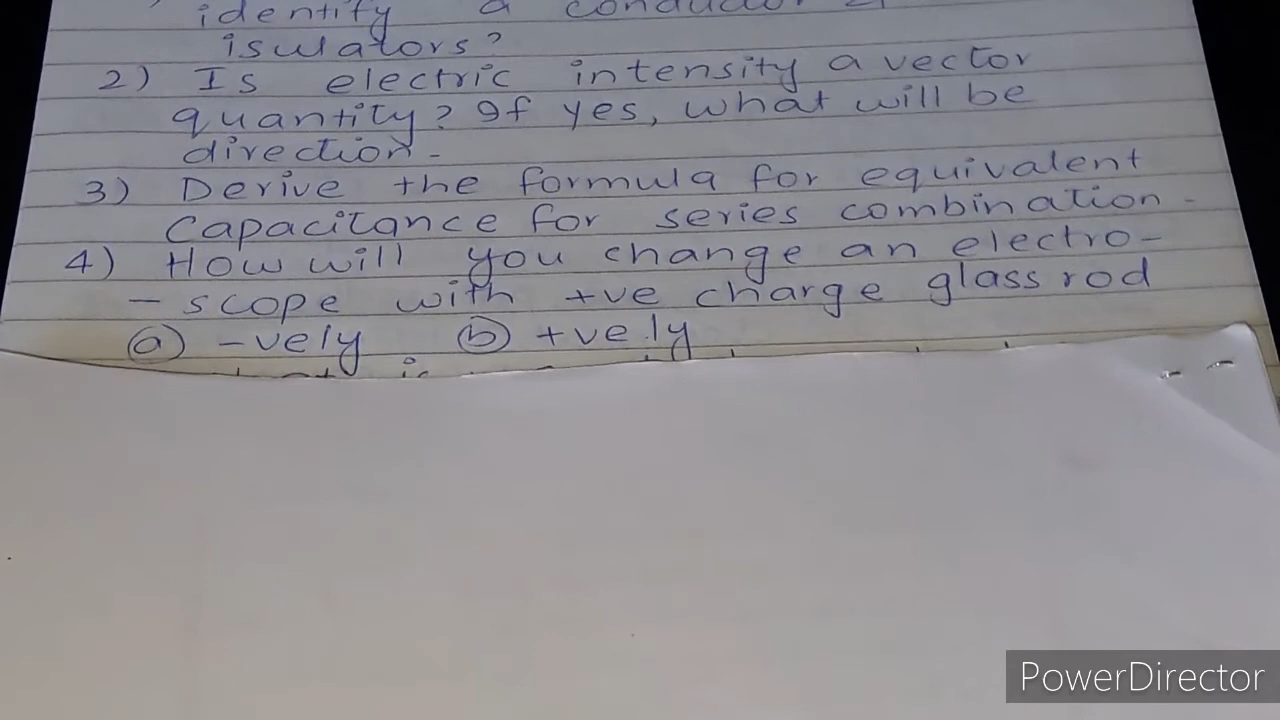 identify a conductor
isulators?
2) Is electric intensity a vector
quantity? If yes, what will be
direction -
3) Derive the formula for equivalent
capacitance for series combination -
4) How will you change an electro-
- scope with +ve charge glass rod
(a) -vely (b) +vely
PowerDirector